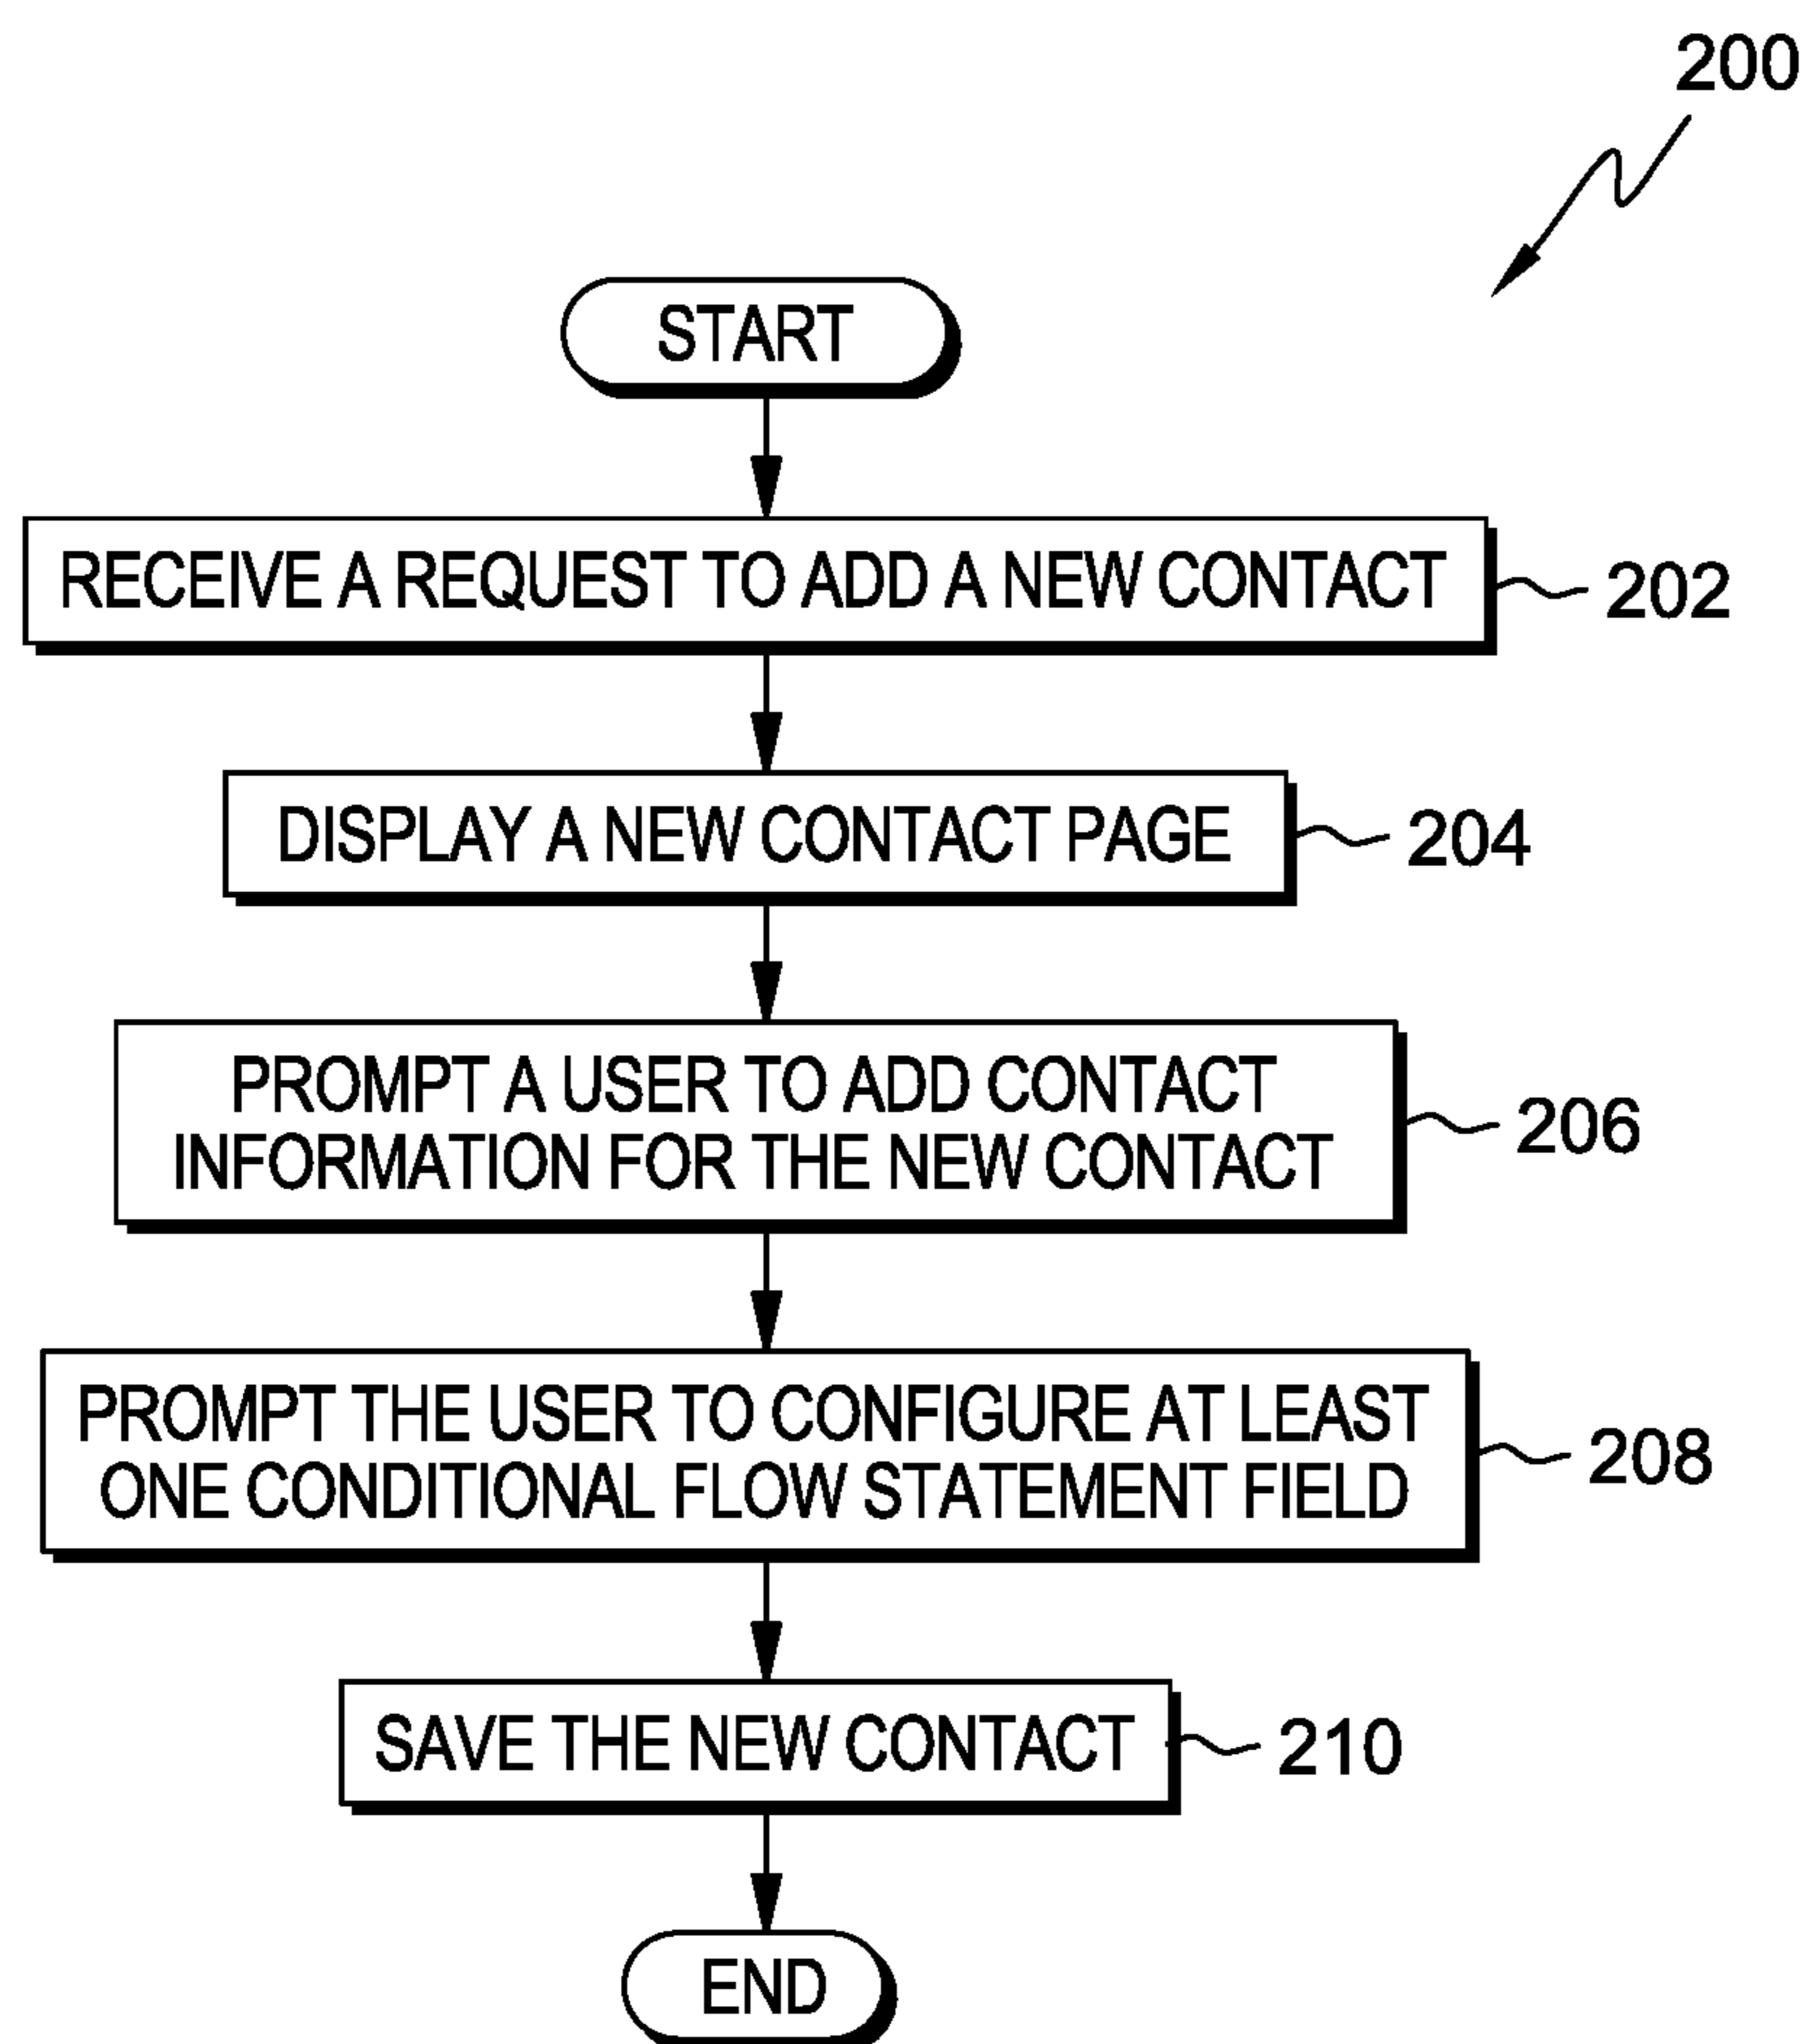 200
START
RECEIVE A REQUEST TO ADD A NEW CONTACT
202
DISPLAY A NEW CONTACT PAGE
204
PROMPT A USER TO ADD CONTACT
INFORMATION FOR THE NEW CONTACT
206
PROMPT THE USER TO CONFIGURE AT LEAST
ONE CONDITIONAL FLOW STATEMENT FIELD
208
SAVE THE NEW CONTACT
210
END